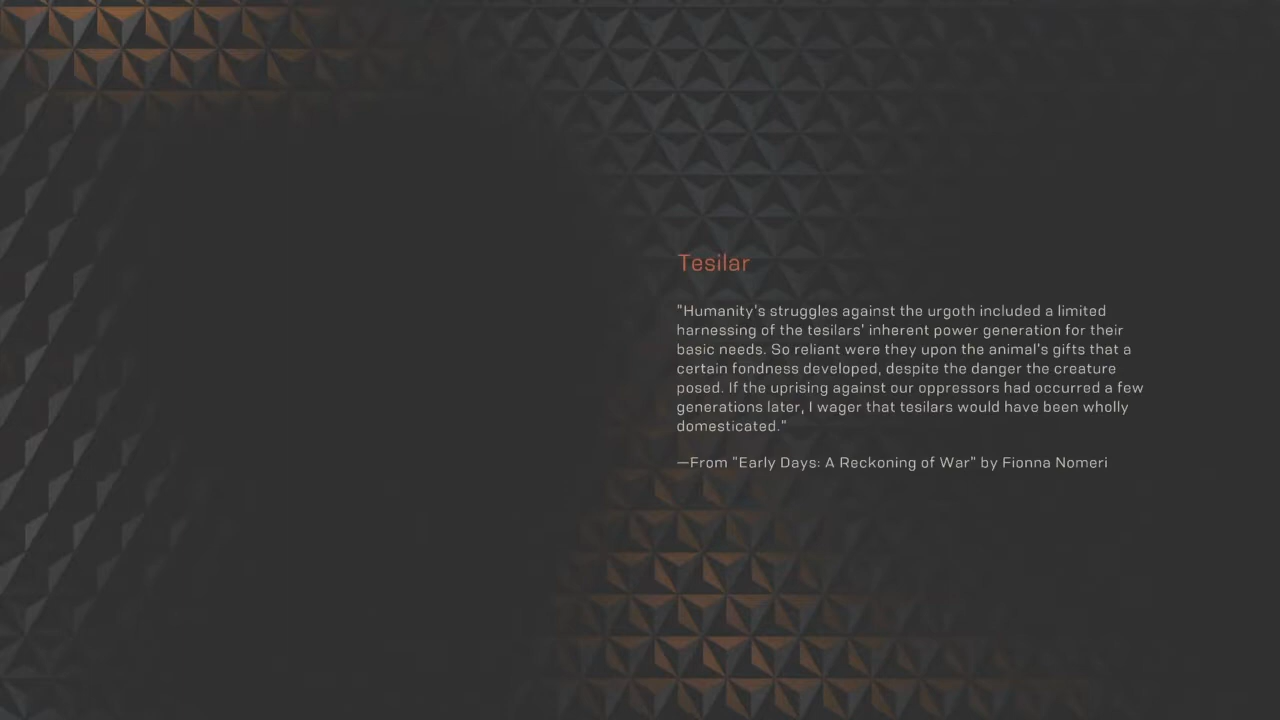 Tesilar
"Humanity's struggles against the urgoth included a limited
harnessing of the tesilars' inherent power generation for their
basic needs. So reliant were they upon the animal's gifts that a
certain fondness developed, despite the danger the creature
posed. If the uprising against our oppressors had occurred a few
generations later, I wager that tesilars would have been wholly
domesticated."
—From "Early Days: A Reckoning of War" by Fionna Nomeri